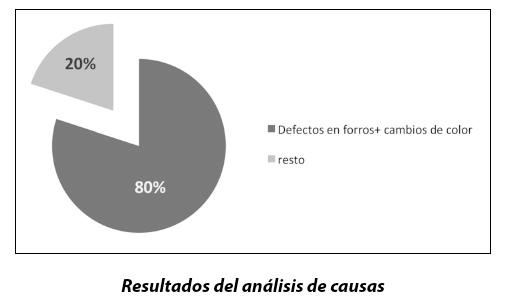 20%
Defectos en forros+ cambios de color
resto
80%
Resultados del análisis de causas